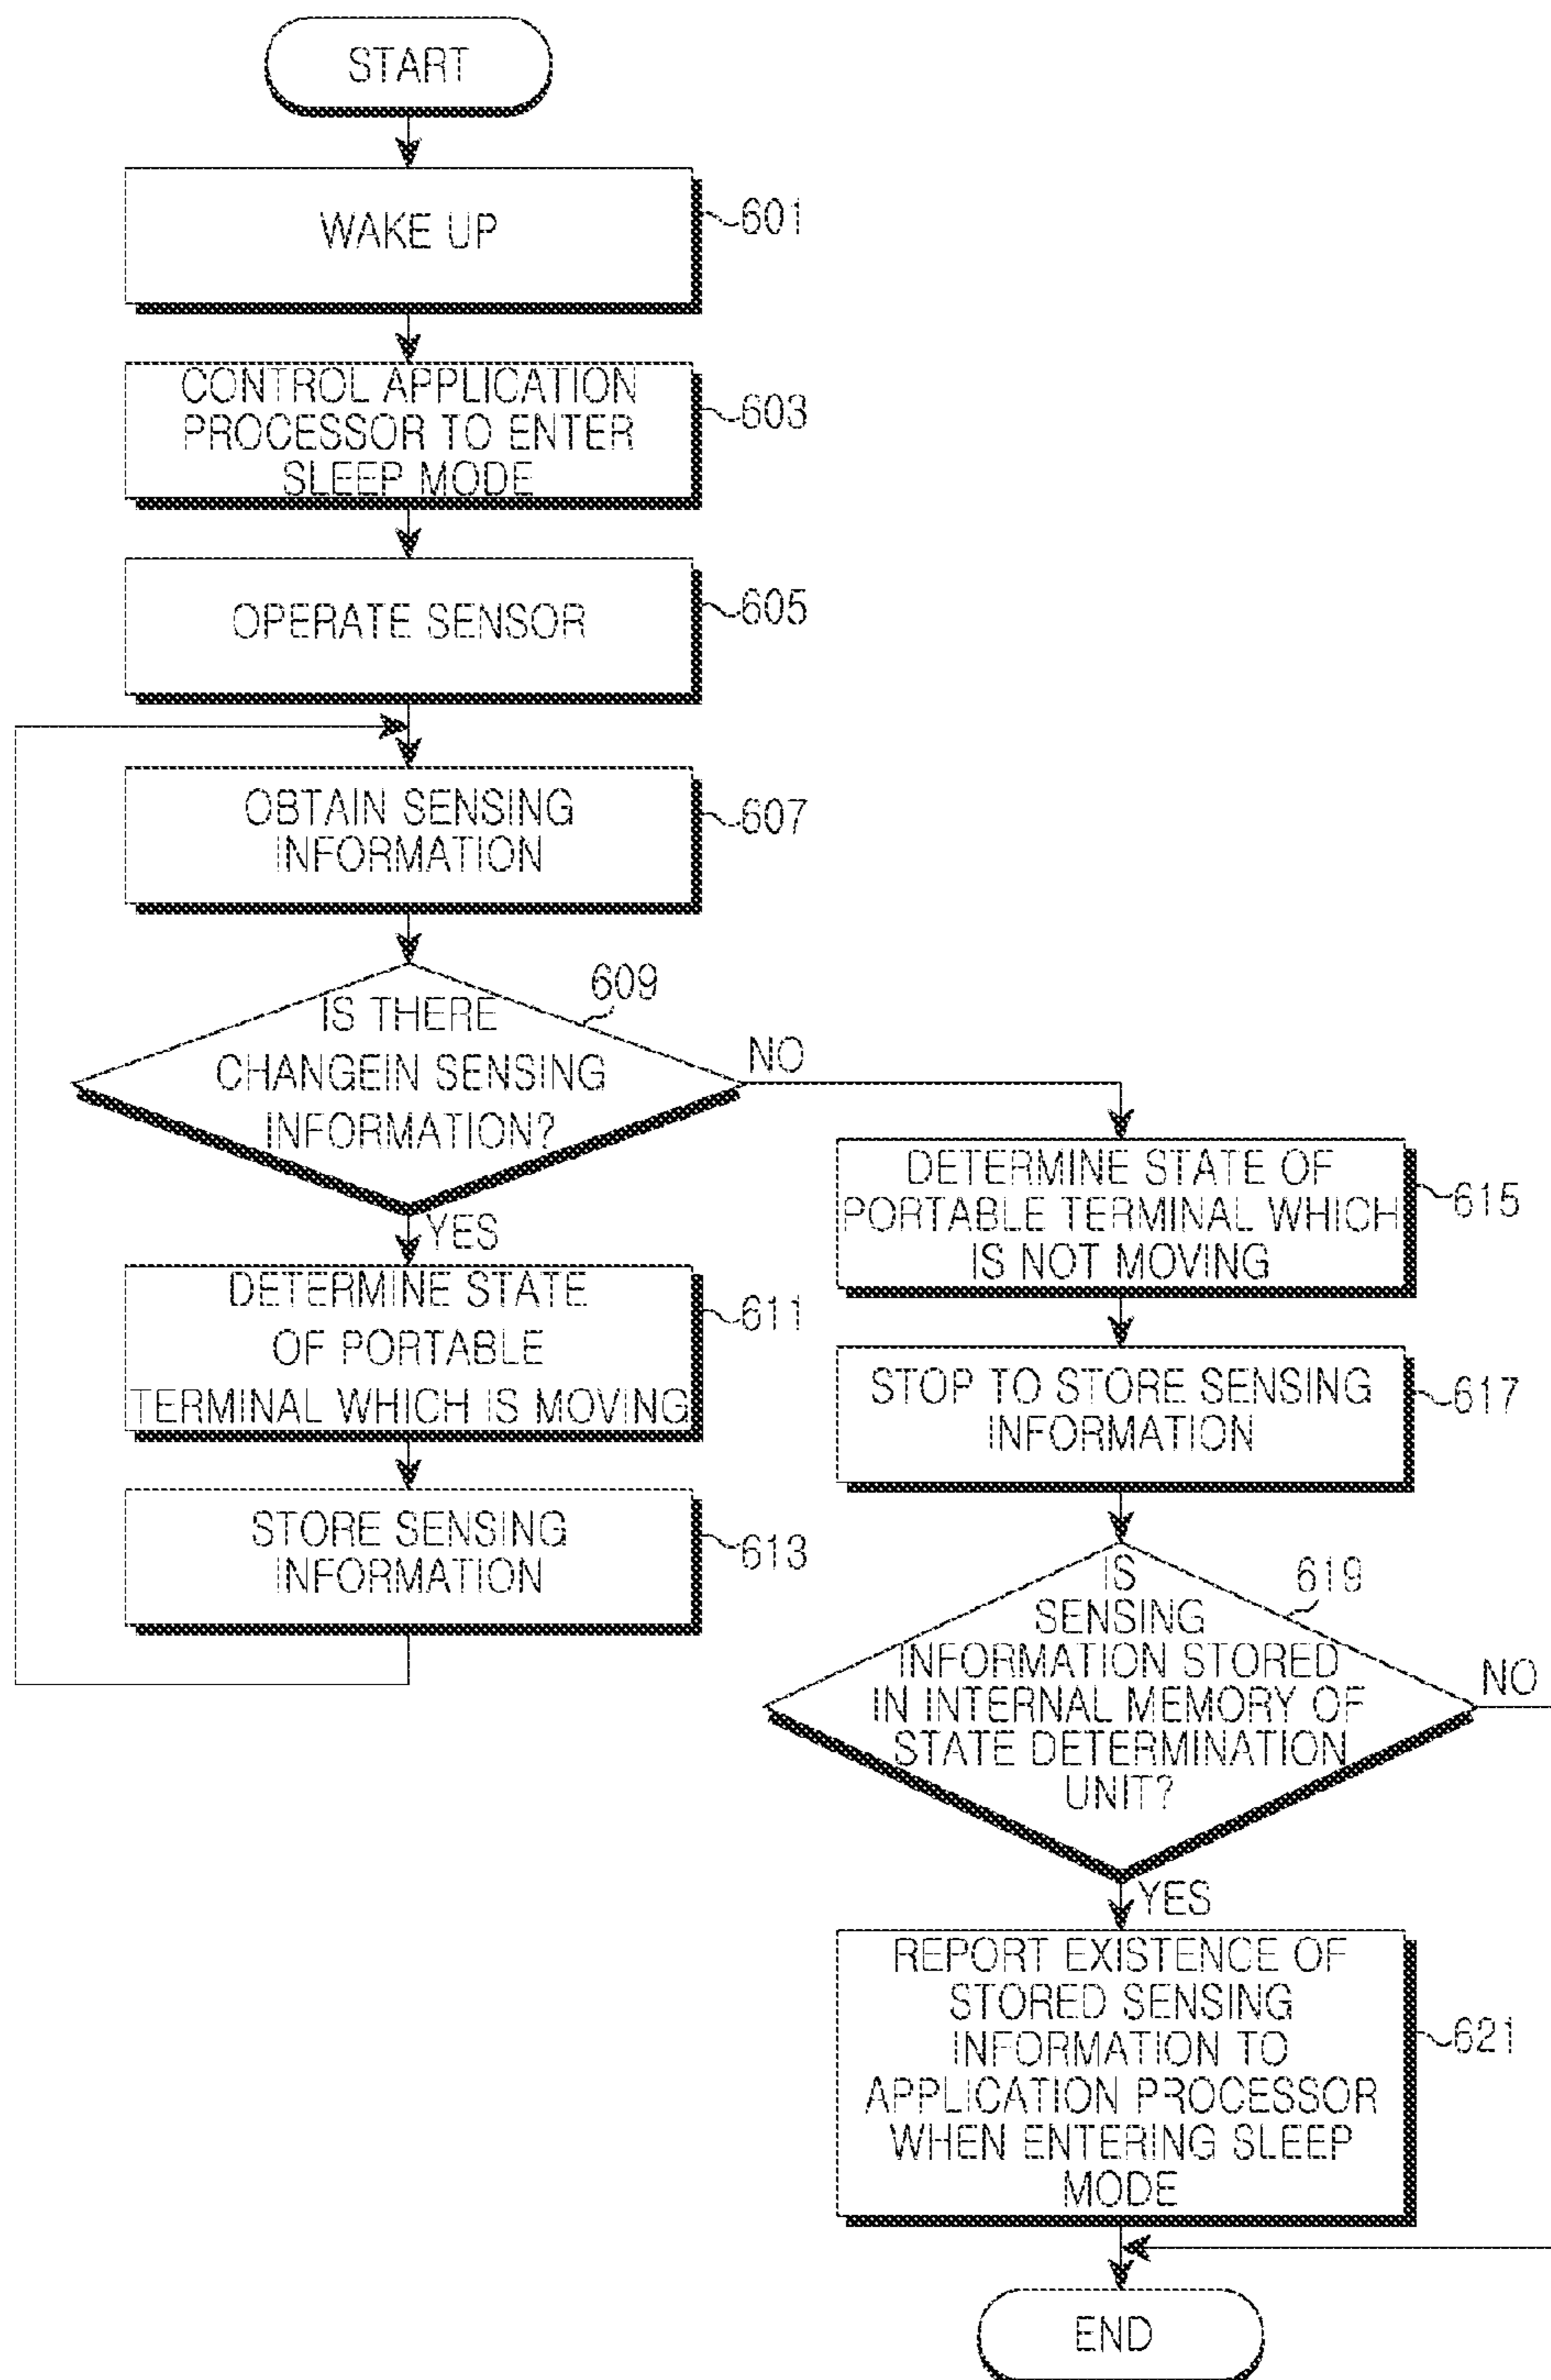 START
WAKE UP
601
CONTROL APPLICATION
PROCESSOR TO ENTER
SLEEP MODE
603
OPERATE SENSOR
605
OBTAIN SENSING
INFORMATION
607
IS THERE
CHANGEIN SENSING
INFORMATION?
609
NO
YES
DETERMINE STATE
OF PORTABLE
TERMINAL WHICH IS MOVING
611
STORE SENSING
INFORMATION
613
DETERMINE STATE OF
PORTABLE TERMINAL WHICH
IS NOT MOVING
615
STOP TO STORE SENSING
INFORMATION
617
IS
SENSING
INFORMATION STORED
IN INTERNAL MEMORY OF
STATE DETERMINATION
UNIT?
619
NO
YES
REPORT EXISTENCE OF
STORED SENSING
INFORMATION TO
APPLICATION PROCESSOR
WHEN ENTERING SLEEP
MODE
621
END